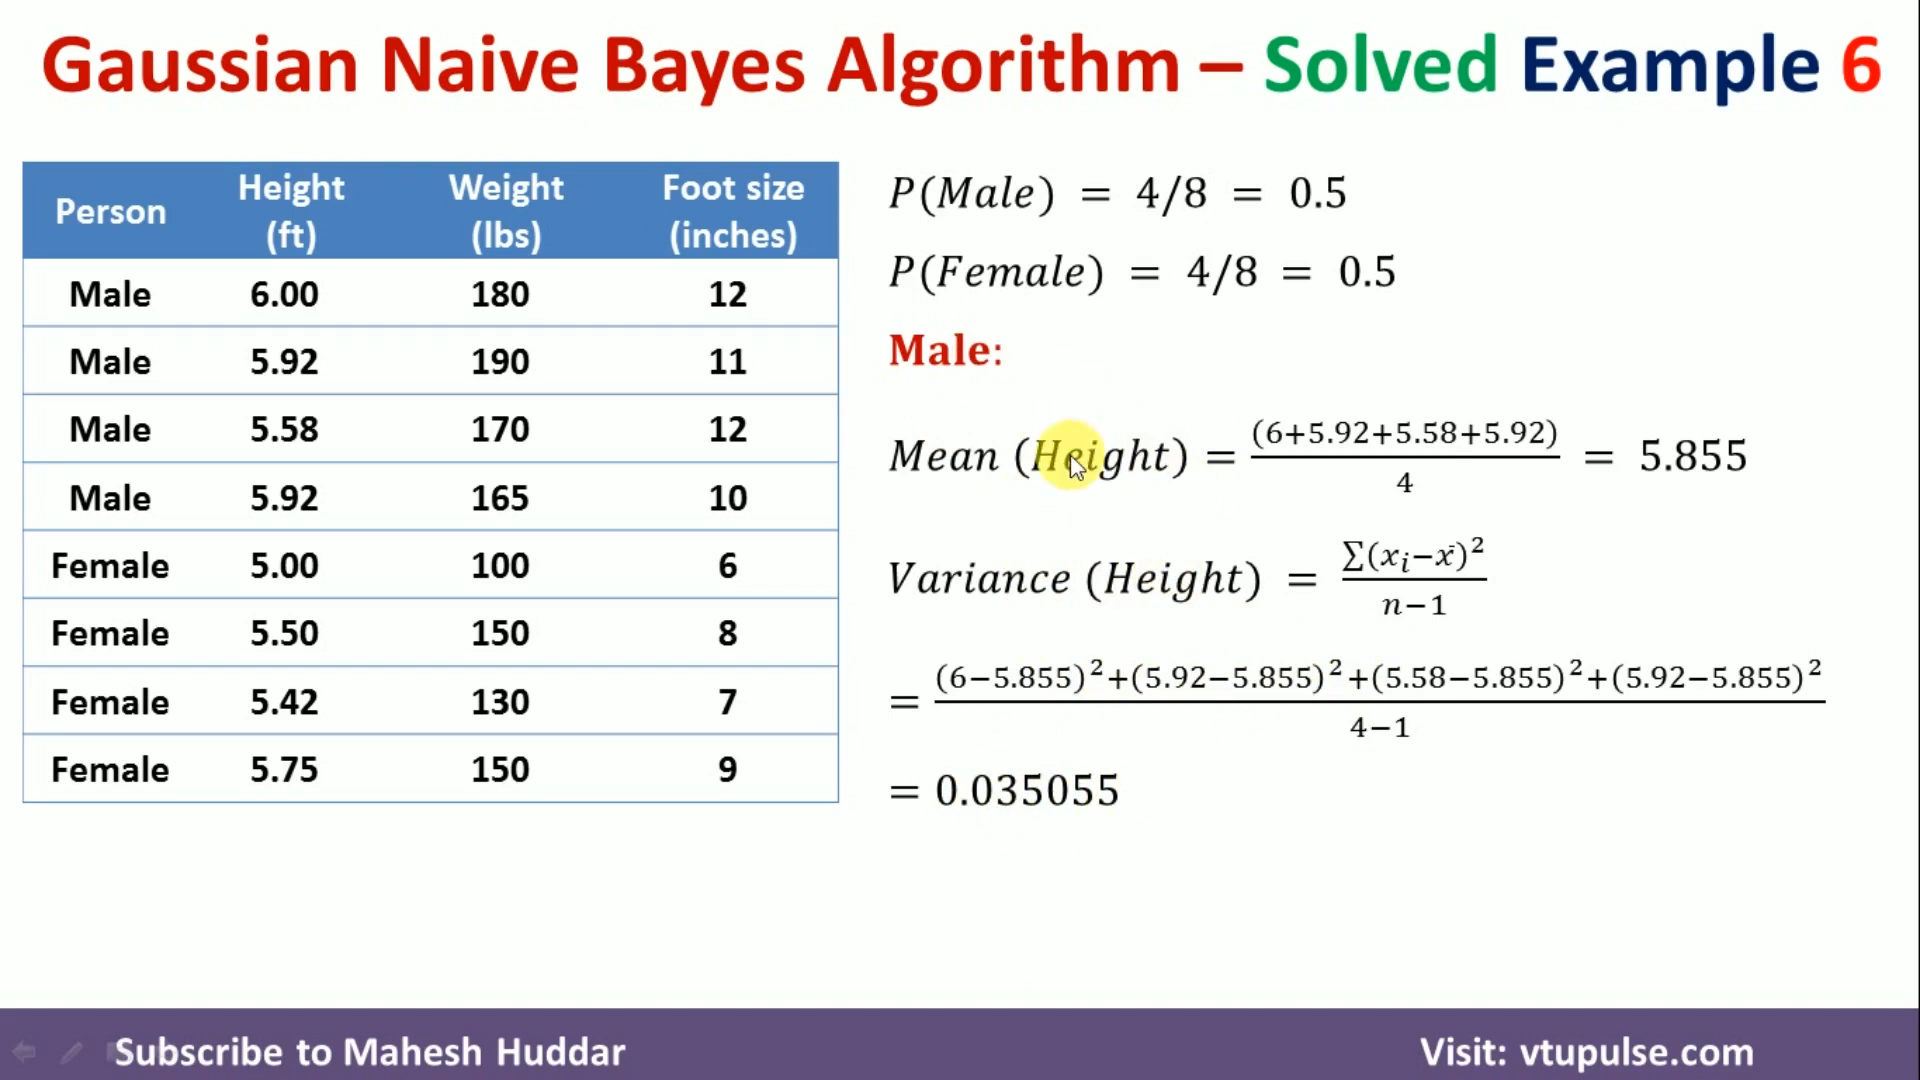 Gaussian Naive Bayes Algorithm – Solved Example 6
Person Height (ft) Weight (lbs) Foot size (inches)
Male 6.00 180 12
Male 5.92 190 11
Male 5.58 170 12
Male 5.92 165 10
Female 5.00 100 6
Female 5.50 150 8
Female 5.42 130 7
Female 5.75 150 9
P(Male) = 4/8 = 0.5
P(Female) = 4/8 = 0.5
Male:
Mean (Height) = (6+5.92+5.58+5.92)/4 = 5.855
Variance (Height) = ∑(xᵢ−x̄)²/n−1
= (6−5.855)²+(5.92−5.855)²+(5.58−5.855)²+(5.92−5.855)²/4−1
= 0.035055
Subscribe to Mahesh Huddar
Visit: vtupulse.com